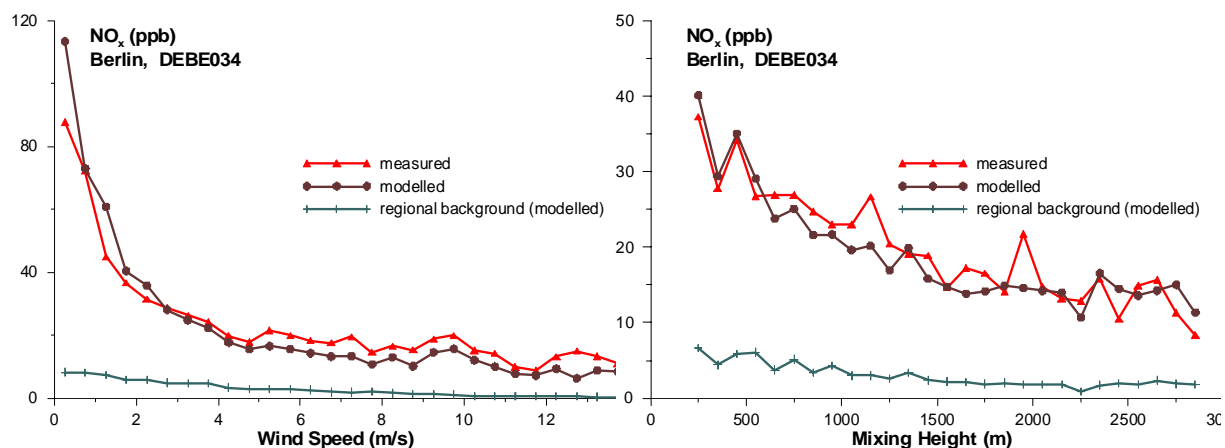 120
80
40
0
NOx (ppb)
Berlin, DEBE034
measured
modelled
regional background (modelled)
0 2 4 6 8 10 12
Wind Speed (m/s)
50
40
30
20
10
0
NOx (ppb)
Berlin, DEBE034
measured
modelled
regional background (modelled)
0 500 1000 1500 2000 2500 30
Mixing Height (m)